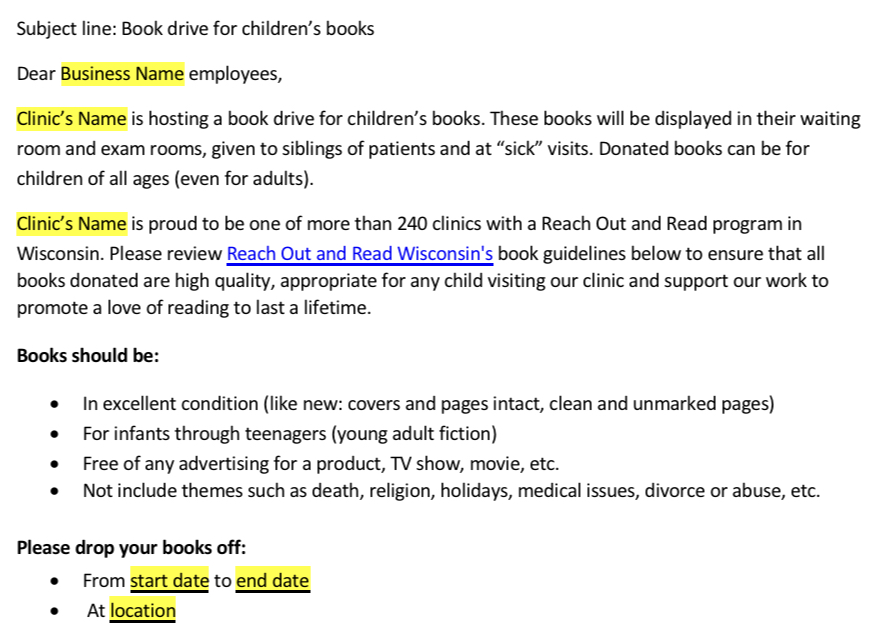 Subject line: Book drive for children’s books
Dear Business Name employees,
Clinic’s Name is hosting a book drive for children’s books. These books will be displayed in their waiting
room and exam rooms, given to siblings of patients and at “sick” visits. Donated books can be for
children of all ages (even for adults).
Clinic’s Name is proud to be one of more than 240 clinics with a Reach Out and Read program in
Wisconsin. Please review Reach Out and Read Wisconsin's book guidelines below to ensure that all
books donated are high quality, appropriate for any child visiting our clinic and support our work to
promote a love of reading to last a lifetime.
Books should be:
• In excellent condition (like new: covers and pages intact, clean and unmarked pages)
• For infants through teenagers (young adult fiction)
• Free of any advertising for a product, TV show, movie, etc.
• Not include themes such as death, religion, holidays, medical issues, divorce or abuse, etc.
Please drop your books off:
• From start date to end date
• At location